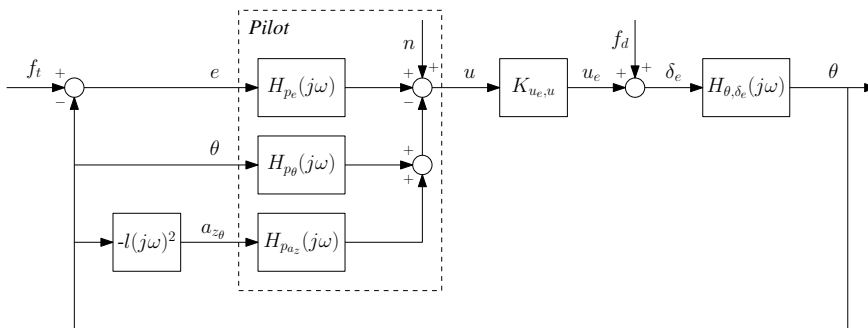 Pilot
n
f_d
f_t
+
−
e
H_{p_e}(jω)
+
+
−
u
K_{u_e,u}
u_e
+
+
δ_e
H_{θ,δ_e}(jω)
θ
θ
H_{p_θ}(jω)
+
+
-l(jω)²
a_{z_θ}
H_{p_{a_z}}(jω)